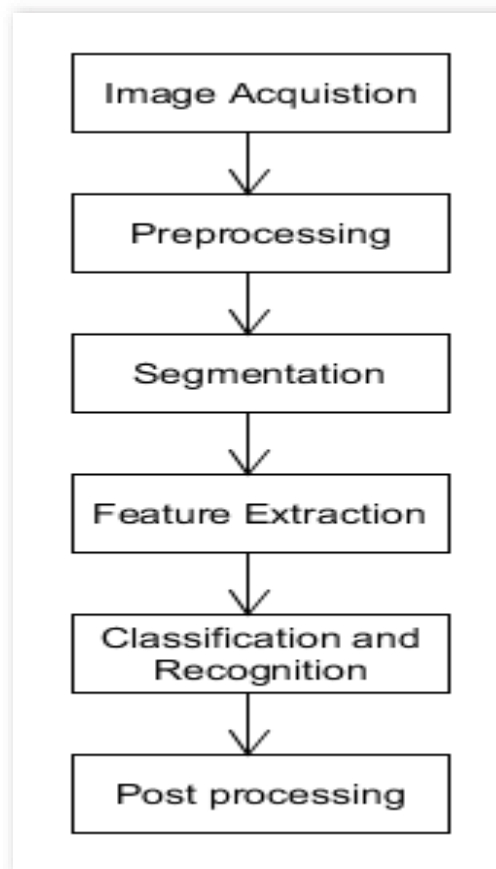 Image Acquistion
Preprocessing
Segmentation
Feature Extraction
Classification and
Recognition
Post processing